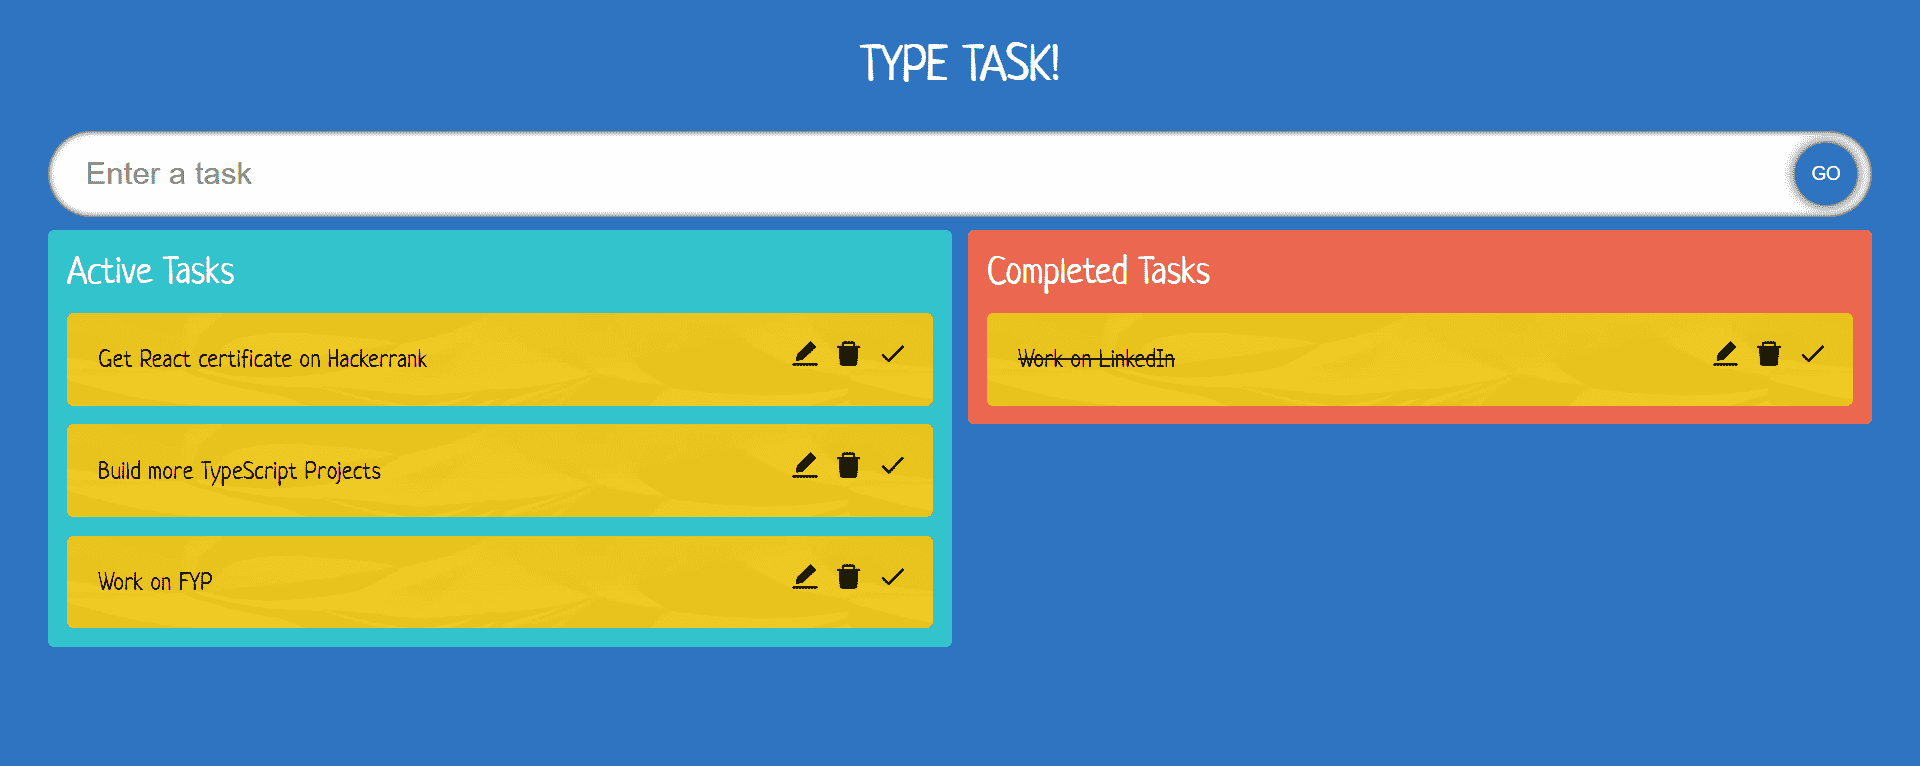 TYPE TASK!
Enter a task
GO
Active Tasks
Get React certificate on Hackerrank
Build more TypeScript Projects
Work on FYP
Completed Tasks
Work on LinkedIn